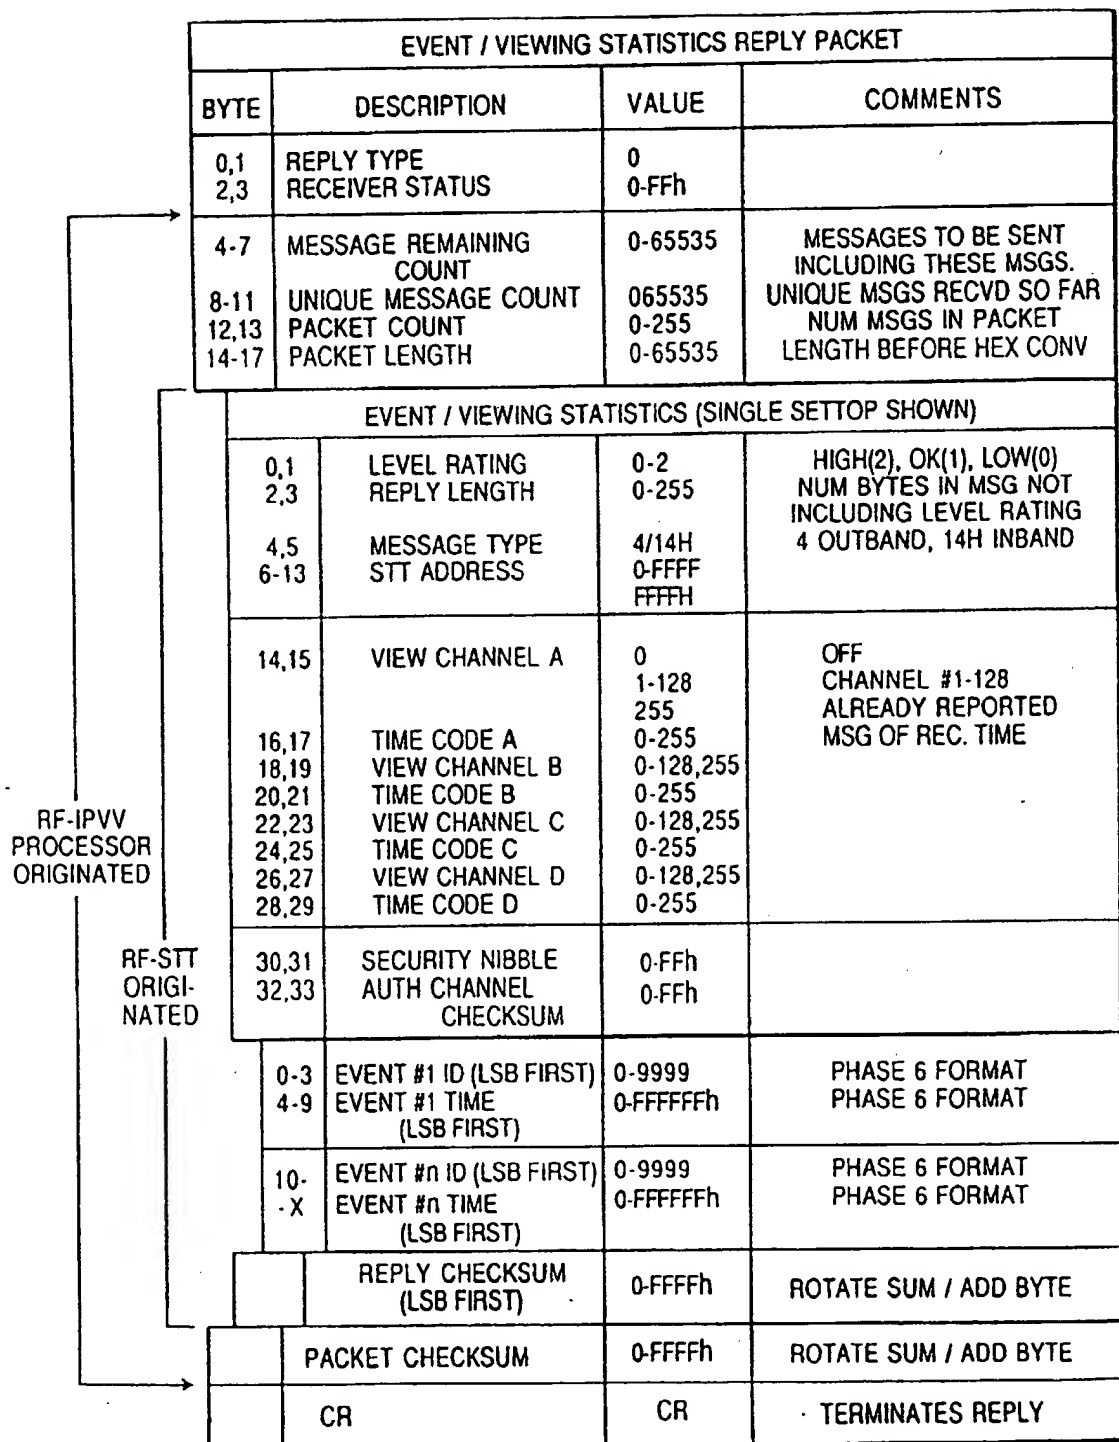 EVENT / VIEWING STATISTICS REPLY PACKET
BYTE DESCRIPTION VALUE COMMENTS
0,1 REPLY TYPE 0
2,3 RECEIVER STATUS 0-FFh
4-7 MESSAGE REMAINING 0-65535 MESSAGES TO BE SENT
COUNT INCLUDING THESE MSGS.
8-11 UNIQUE MESSAGE COUNT 065535 UNIQUE MSGS RECVD SO FAR
12,13 PACKET COUNT 0-255 NUM MSGS IN PACKET
14-17 PACKET LENGTH 0-65535 LENGTH BEFORE HEX CONV
EVENT / VIEWING STATISTICS (SINGLE SETTOP SHOWN)
0,1 LEVEL RATING 0-2 HIGH(2), OK(1), LOW(0)
2,3 REPLY LENGTH 0-255 NUM BYTES IN MSG NOT
INCLUDING LEVEL RATING
4,5 MESSAGE TYPE 4/14H 4 OUTBAND, 14H INBAND
6-13 STT ADDRESS 0-FFFF
FFFFH
14,15 VIEW CHANNEL A 0 OFF
1-128 CHANNEL #1-128
255 ALREADY REPORTED
16,17 TIME CODE A 0-255 MSG OF REC. TIME
18,19 VIEW CHANNEL B 0-128,255
20,21 TIME CODE B 0-255
22,23 VIEW CHANNEL C 0-128,255
24,25 TIME CODE C 0-255
26,27 VIEW CHANNEL D 0-128,255
28,29 TIME CODE D 0-255
RF-IPVV
PROCESSOR
ORIGINATED
RF-STT
ORIGI-
NATED
30,31 SECURITY NIBBLE 0-FFh
32,33 AUTH CHANNEL 0-FFh
CHECKSUM
0-3 EVENT #1 ID (LSB FIRST) 0-9999 PHASE 6 FORMAT
4-9 EVENT #1 TIME 0-FFFFFFh PHASE 6 FORMAT
(LSB FIRST)
10- EVENT #n ID (LSB FIRST) 0-9999 PHASE 6 FORMAT
- X EVENT #n TIME 0-FFFFFFh PHASE 6 FORMAT
(LSB FIRST)
REPLY CHECKSUM 0-FFFFh ROTATE SUM / ADD BYTE
(LSB FIRST)
PACKET CHECKSUM 0-FFFFh ROTATE SUM / ADD BYTE
CR CR TERMINATES REPLY